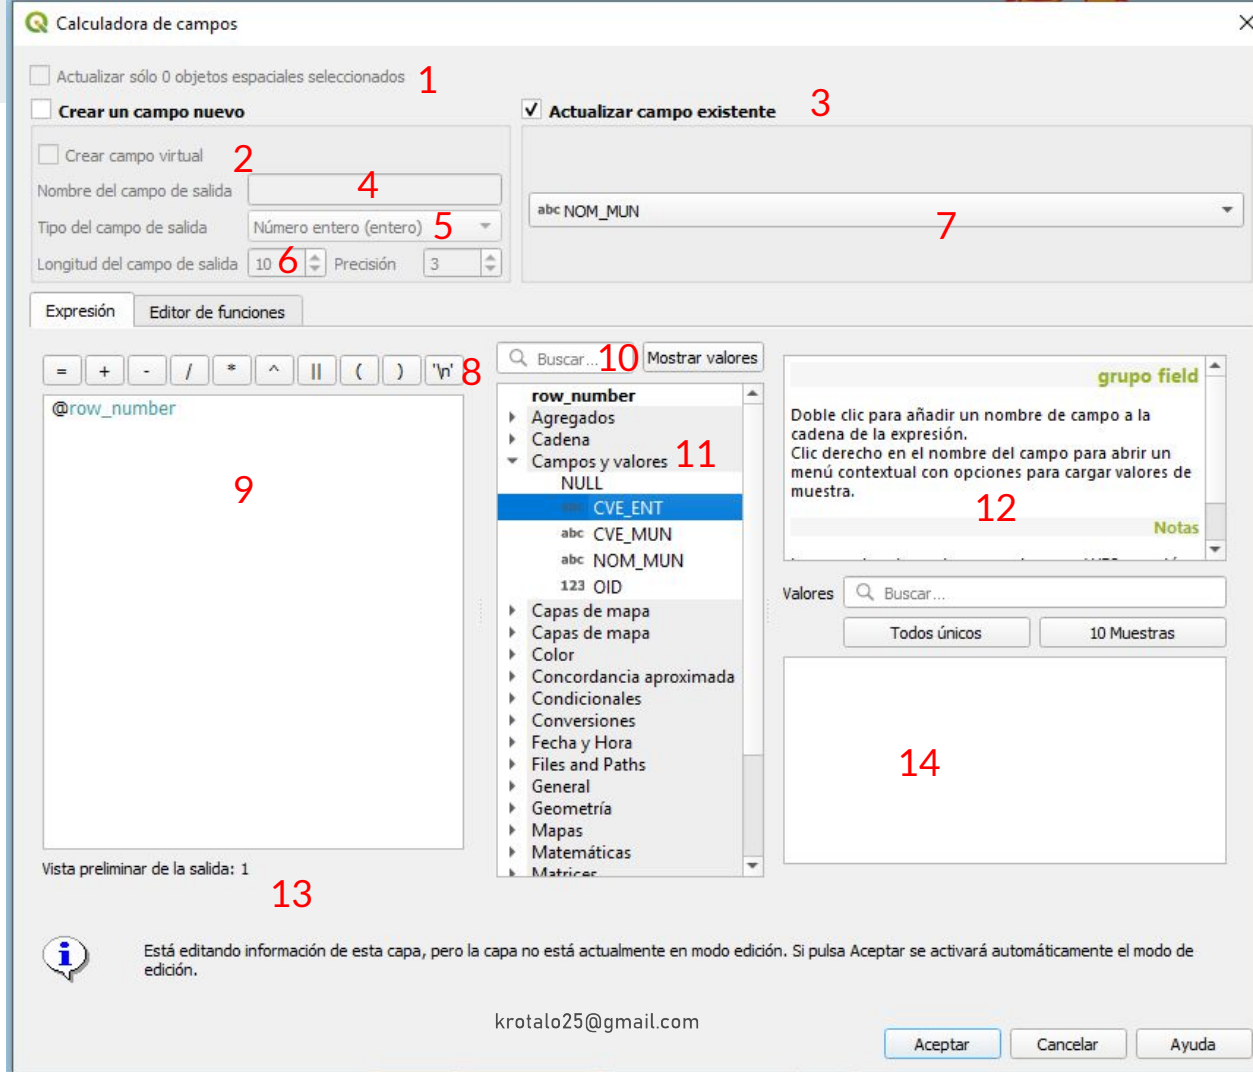 Calculadora de campos
Actualizar sólo 0 objetos espaciales seleccionados 1
Crear un campo nuevo
Actualizar campo existente 3
Crear campo virtual 2
Nombre del campo de salida 4
abc NOM_MUN 7
Tipo del campo de salida Número entero (entero) 5
Longitud del campo de salida 10 6 Precisión 3
Expresión Editor de funciones
= + - / * ^ || ( ) '\n' 8
@row_number
9
Buscar... 10 Mostrar valores
row_number
Agregados
Cadena
Campos y valores 11
NULL
abc CVE_ENT
abc CVE_MUN
abc NOM_MUN
123 OID
Capas de mapa
Capas de mapa
Color
Concordancia aproximada
Condicionales
Conversiones
Fecha y Hora
Files and Paths
General
Geometría
Mapas
Matemáticas
Matrices
grupo field
Doble clic para añadir un nombre de campo a la
cadena de la expresión.
Clic derecho en el nombre del campo para abrir un
menú contextual con opciones para cargar valores de
muestra.
12
Notas
Valores Buscar...
Todos únicos 10 Muestras
14
Vista preliminar de la salida: 1
13
Está editando información de esta capa, pero la capa no está actualmente en modo edición. Si pulsa Aceptar se activará automáticamente el modo de
edición.
krotalo25@gmail.com
Aceptar Cancelar Ayuda